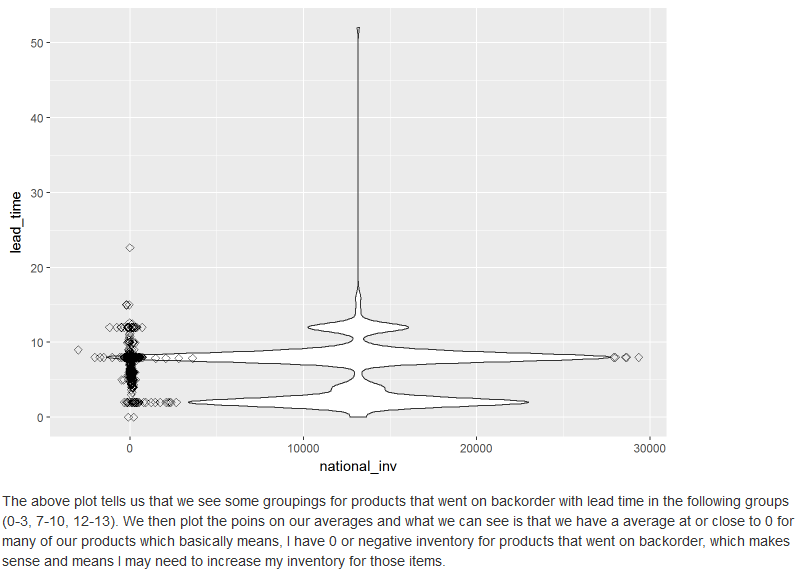 50
40
30
20
10
0
lead_time
0 10000 20000 30000
national_inv
The above plot tells us that we see some groupings for products that went on backorder with lead time in the following groups
(0-3, 7-10, 12-13). We then plot the poins on our averages and what we can see is that we have a average at or close to 0 for
many of our products which basically means, I have 0 or negative inventory for products that went on backorder, which makes
sense and means I may need to increase my inventory for those items.